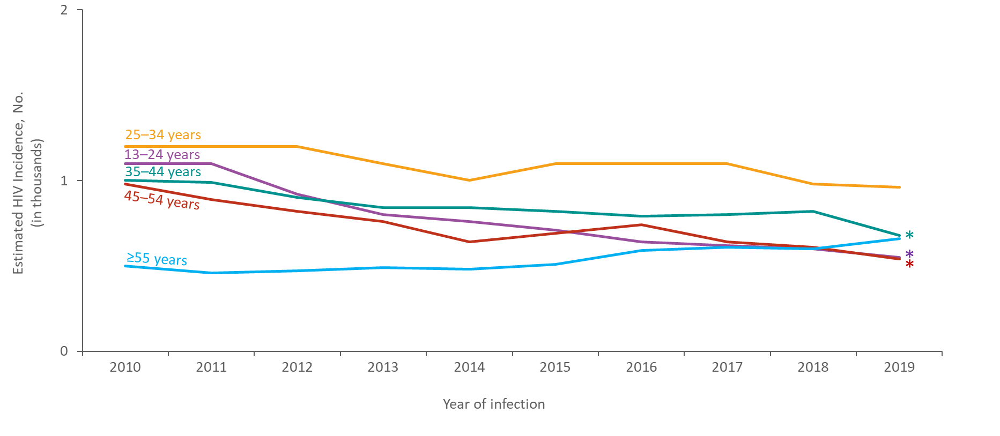 2
1
0
Estimated HIV Incidence, No.
(in thousands)
25–34 years
13–24 years
35–44 years
45–54 years
≥55 years
*
*
*
2010 2011 2012 2013 2014 2015 2016 2017 2018 2019
Year of infection